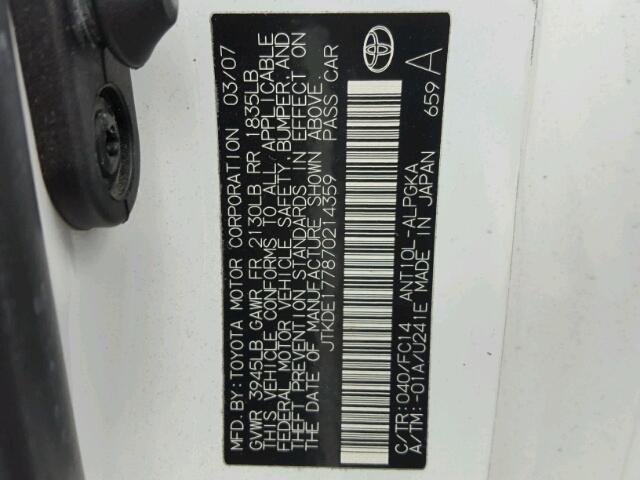 MFD. BY: TOYOTA MOTOR CORPORATION 03/07
GVWR 3945LB GAWR FR 2130LB RR 1835LB
THIS VEHICLE CONFORMS TO ALL APPLICABLE
FEDERAL MOTOR VEHICLE SAFETY, BUMPER, AND
THEFT PREVENTION STANDARDS IN EFFECT ON
THE DATE OF MANUFACTURE SHOWN ABOVE.
JTKDE177870214359 PASS CAR
C/TR: 040/FC14 ANT10L-ALPGKA
A/TM: -01A/U241E MADE IN JAPAN 659 A